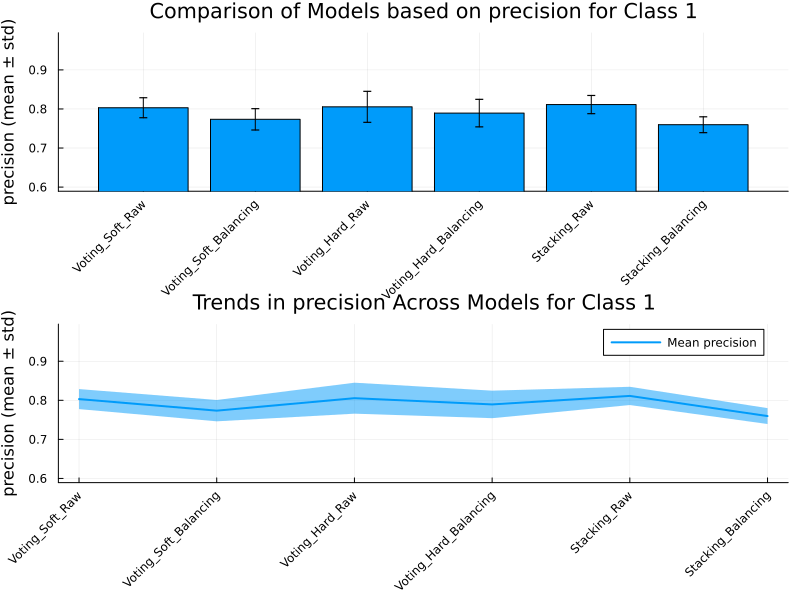 Comparison of Models based on precision for Class 1
precision (mean ± std)
0.9
0.8
0.7
0.6
Voting_Soft_Raw
Voting_Soft_Balancing
Voting_Hard_Raw
Voting_Hard_Balancing
Stacking_Raw
Stacking_Balancing
Trends in precision Across Models for Class 1
precision (mean ± std)
Mean precision
0.9
0.8
0.7
0.6
Voting_Soft_Raw
Voting_Soft_Balancing
Voting_Hard_Raw
Voting_Hard_Balancing
Stacking_Raw
Stacking_Balancing